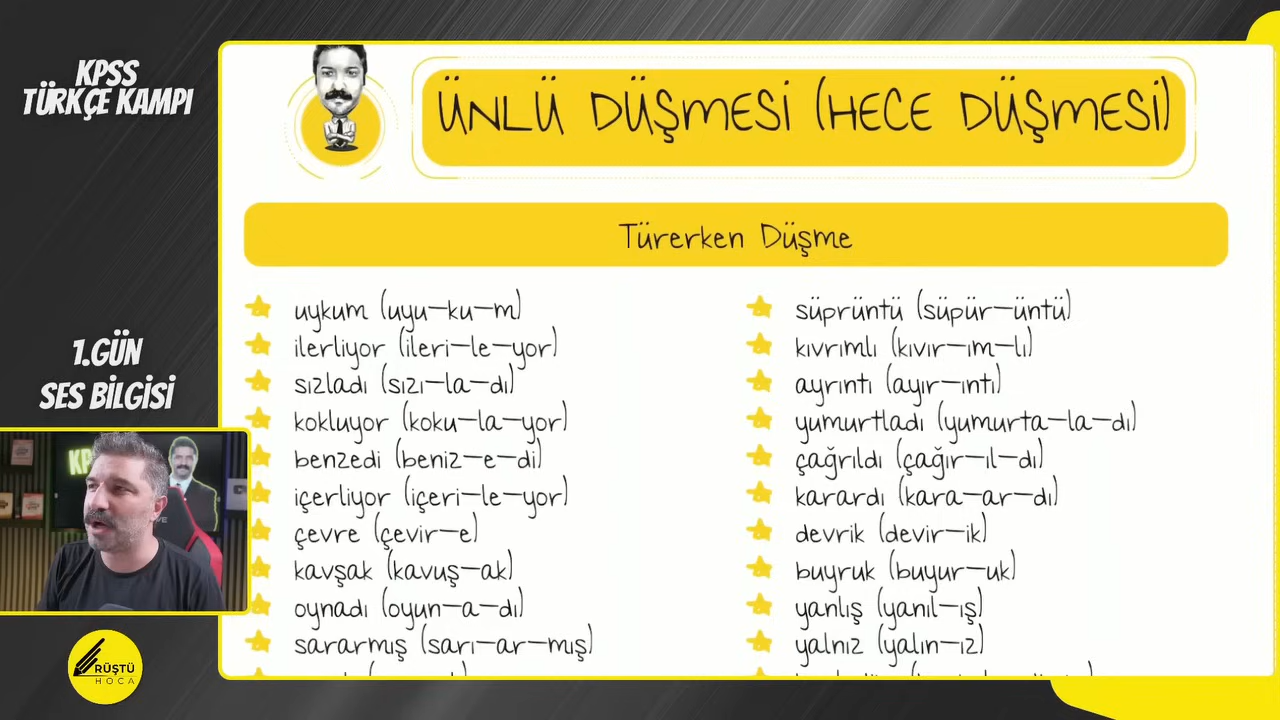 KPSS
TÜRKÇE KAMPI
1.GÜN
SES BİLGİSİ
RÜŞTÜ
HOCA
ÜNLÜ DÜŞMESİ (HECE DÜŞMESİ)
Türerken Düşme
uykum (uyu-ku-m)
ilerliyor (ileri-le-yor)
sızladı (sızı-la-dı)
kokluyor (koku-la-yor)
benzedi (beniz-e-di)
içerliyor (içeri-le-yor)
çevre (çevir-e)
kavşak (kavuş-ak)
oynadı (oyun-a-dı)
sararmış (sarı-ar-mış)
süprüntü (süpür-üntü)
kıvrımlı (kıvır-ım-lı)
ayrıntı (ayır-ıntı)
yumurtladı (yumurta-la-dı)
çağrıldı (çağır-ıl-dı)
karardı (kara-ar-dı)
devrik (devir-ik)
buyruk (buyur-uk)
yanlış (yanıl-ış)
yalnız (yalın-ız)